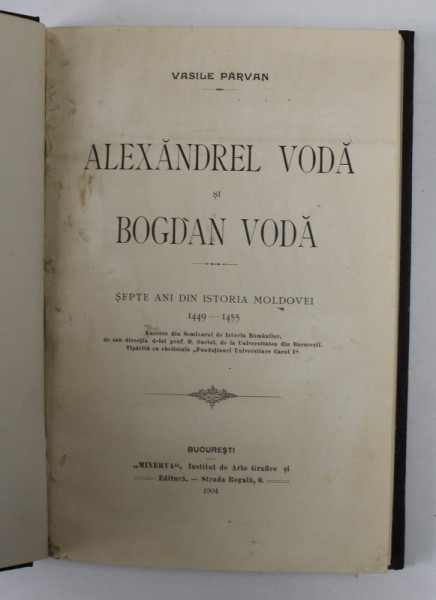 VASILE PÂRVAN
ALEXĂNDREL VODĂ
ȘI
BOGDAN VODĂ
ȘEPTE ANI DIN ISTORIA MOLDOVEI
1449—1455
Lucrare din Seminarul de Istoria Românilor,
de sub direcția d-lui prof. D. Onciul, de la Universitatea din București.
Tipărită cu cheltuiala „Fundațiunei Universitare Carol I“.
BUCUREȘTI
„MINERVA“, Institut de Arte Grafice și
Editură. — Strada Regală, 6.
1904